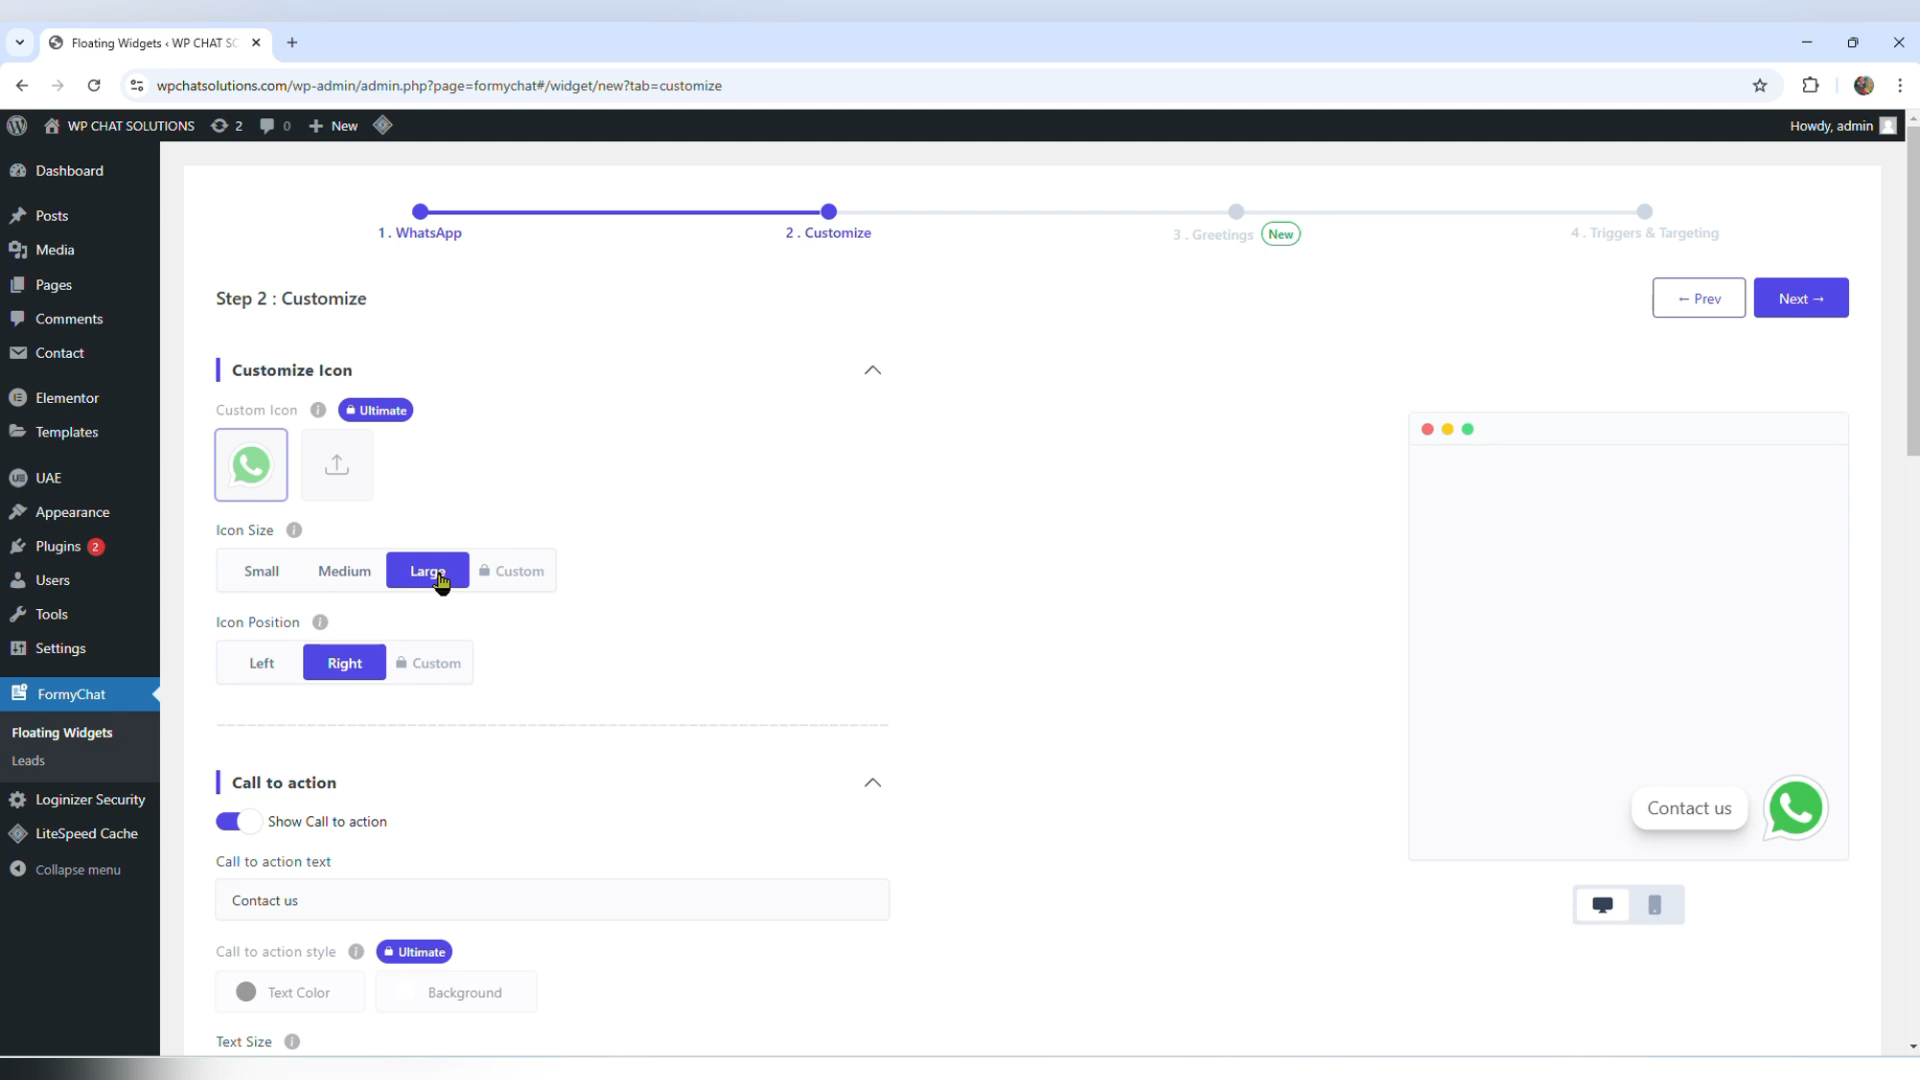 Floating Widgets ‹ WP CHAT SC
wpchatsolutions.com/wp-admin/admin.php?page=formychat#/widget/new?tab=customize
WP CHAT SOLUTIONS 2 0 New
Howdy, admin
Dashboard
Posts
Media
Pages
Comments
Contact
Elementor
Templates
UAE
Appearance
Plugins 2
Users
Tools
Settings
FormyChat
Floating Widgets
Leads
Loginizer Security
LiteSpeed Cache
Collapse menu
1 . WhatsApp
2 . Customize
3 . Greetings New
4 . Triggers & Targeting
Step 2 : Customize
← Prev
Next →
Customize Icon
Custom Icon i Ultimate
Icon Size i
Small Medium Large Custom
Icon Position i
Left Right Custom
Call to action
Show Call to action
Call to action text
Contact us
Call to action style i Ultimate
Text Color Background
Text Size i
Contact us